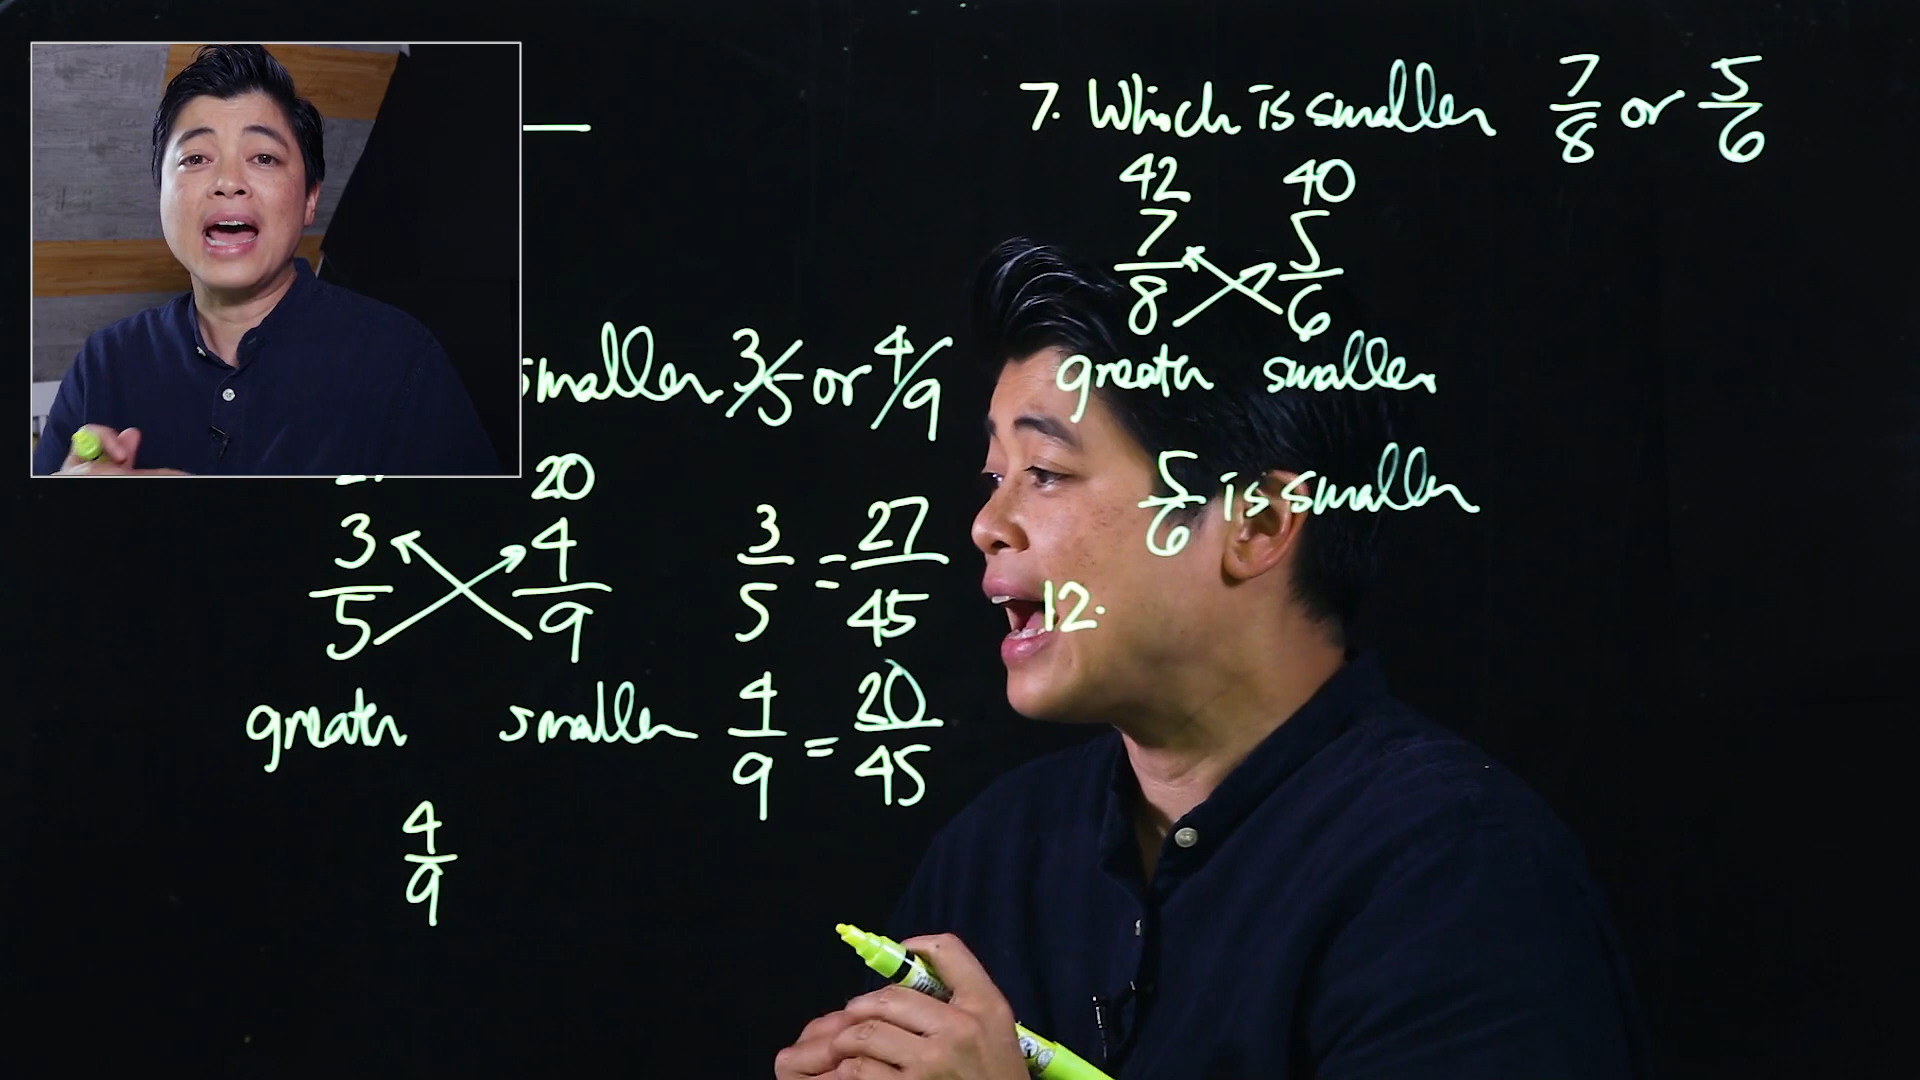 smaller 3/5 or 4/9
20
3 4
5 9
greater smaller
4
9
3/5 = 27/45
4/9 = 20/45
7. Which is smaller 7/8 or 5/6
42 40
7 5
8 6
greater smaller
5/6 is smaller
12.